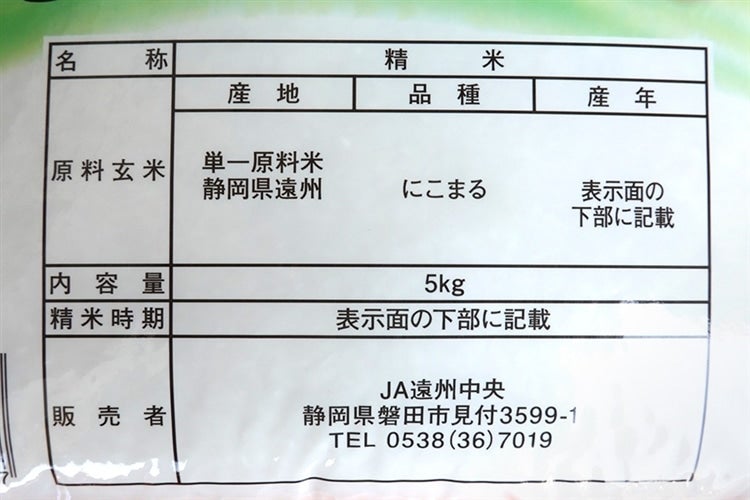 名称 精米
原料玄米 産地 品種 産年
単一原料米
静岡県遠州 にこまる 表示面の
下部に記載
内容量 5kg
精米時期 表示面の下部に記載
販売者 JA遠州中央
静岡県磐田市見付3599-1
TEL 0538(36)7019